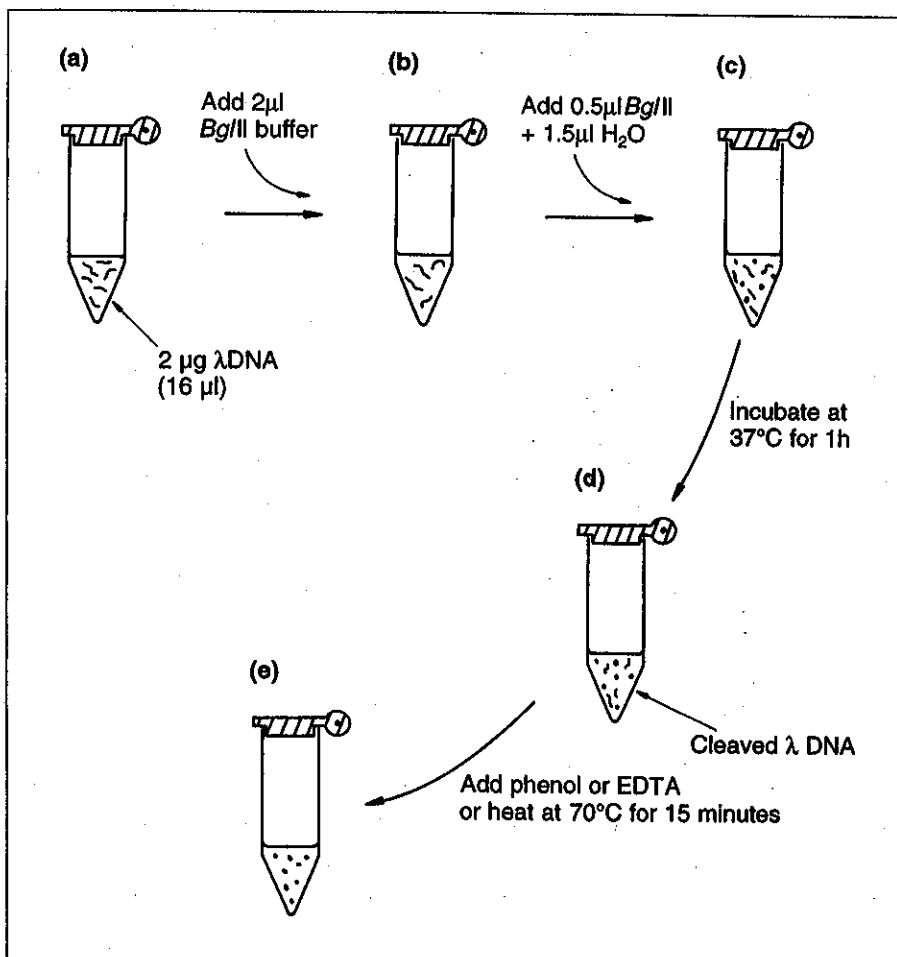 (a)
Add 2μl
BglII buffer
(b)
Add 0.5μl BglII
+ 1.5μl H₂O
(c)
2 μg λDNA
(16 μl)
Incubate at
37°C for 1h
(d)
Cleaved λ DNA
Add phenol or EDTA
or heat at 70°C for 15 minutes
(e)